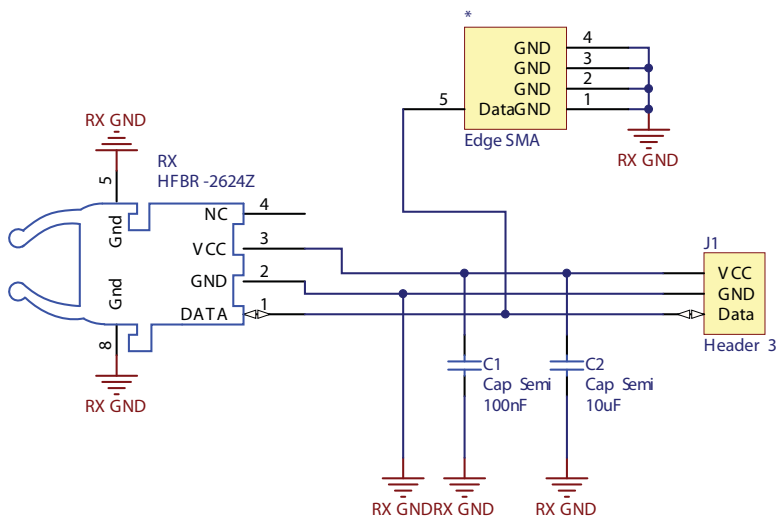 *
GND 4
GND 3
GND 2
5 DataGND 1
Edge SMA
RX GND
RX GND
RX
HFBR-2624Z
5
Gnd
NC 4
VCC 3
GND 2
DATA 1
Gnd
8
RX GND
J1
VCC
GND
Data
Header 3
C1
Cap Semi
100nF
C2
Cap Semi
10uF
RX GND
RX GND
RX GND